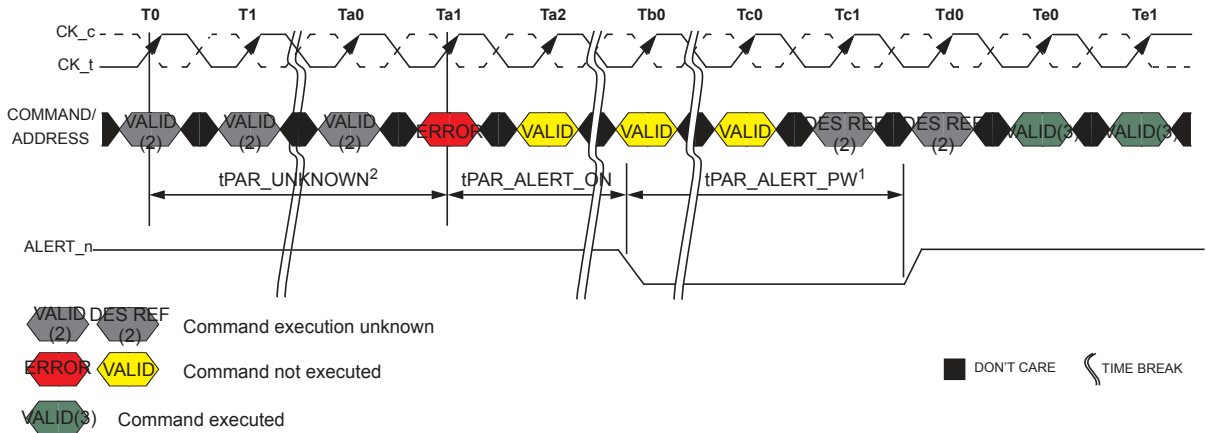 T0 T1 Ta0 Ta1 Ta2 Tb0 Tc0 Tc1 Td0 Te0 Te1
CK_c
CK_t
COMMAND/
ADDRESS
VALID (2) VALID (2) VALID (2) ERROR VALID VALID VALID DES REF (2) DES REF (2) VALID(3) VALID(3)
tPAR_UNKNOWN2 tPAR_ALERT_ON tPAR_ALERT_PW1
ALERT_n
VALID (2) DES REF (2) Command execution unknown
ERROR VALID Command not executed
DON'T CARE TIME BREAK
VALID(3) Command executed